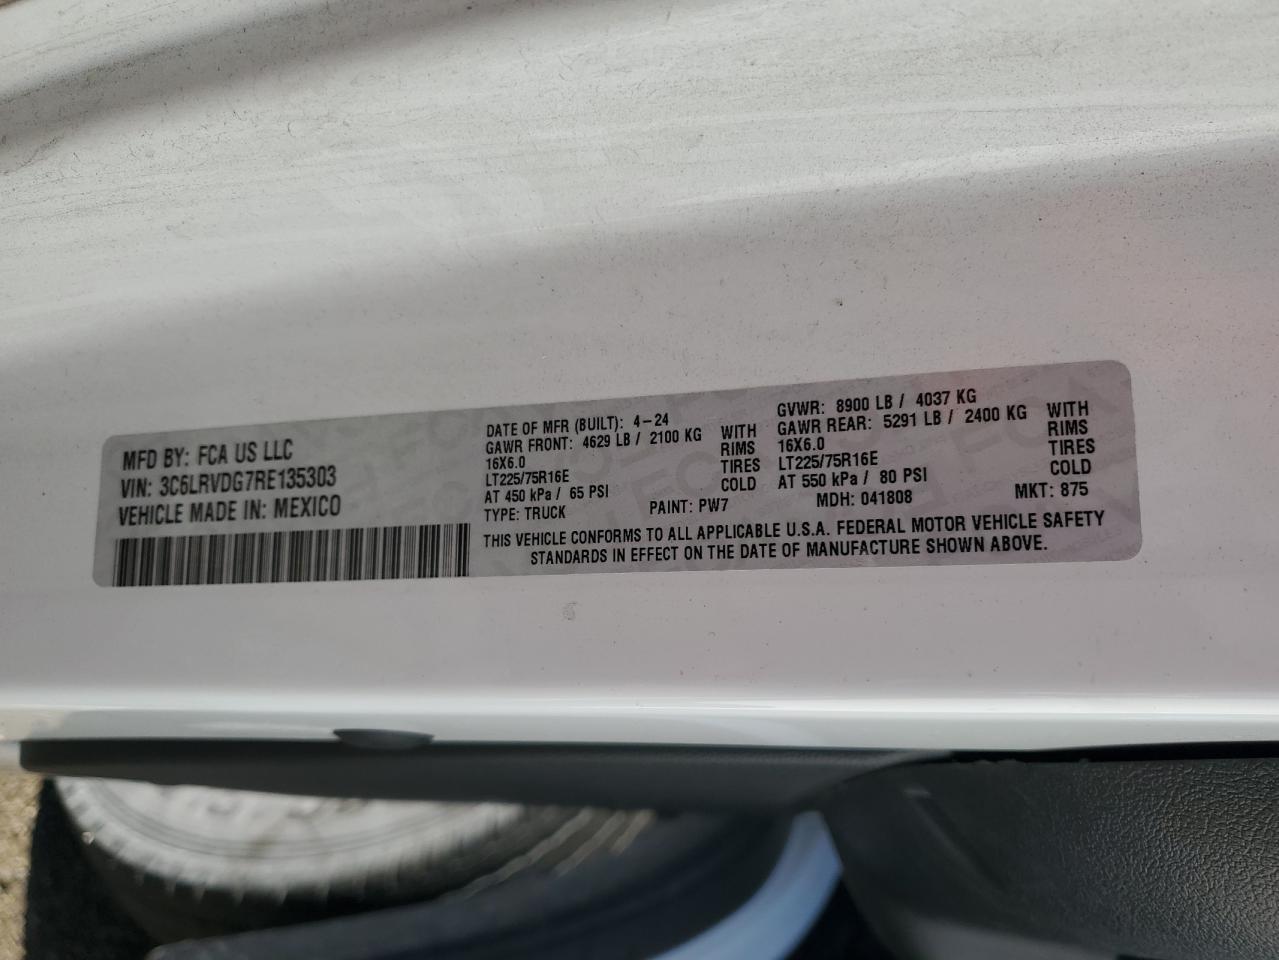 MFD BY: FCA US LLC
VIN: 3C6LRVDG7RE135303
VEHICLE MADE IN: MEXICO
DATE OF MFR (BUILT): 4-24
GAWR FRONT: 4629 LB / 2100 KG WITH
16X6.0 RIMS
LT225/75R16E TIRES
AT 450 kPa / 65 PSI COLD
TYPE: TRUCK PAINT: PW7
GVWR: 8900 LB / 4037 KG
GAWR REAR: 5291 LB / 2400 KG WITH
16X6.0 RIMS
LT225/75R16E TIRES
AT 550 kPa / 80 PSI COLD
MDH: 041808 MKT: 875
THIS VEHICLE CONFORMS TO ALL APPLICABLE U.S.A. FEDERAL MOTOR VEHICLE SAFETY
STANDARDS IN EFFECT ON THE DATE OF MANUFACTURE SHOWN ABOVE.